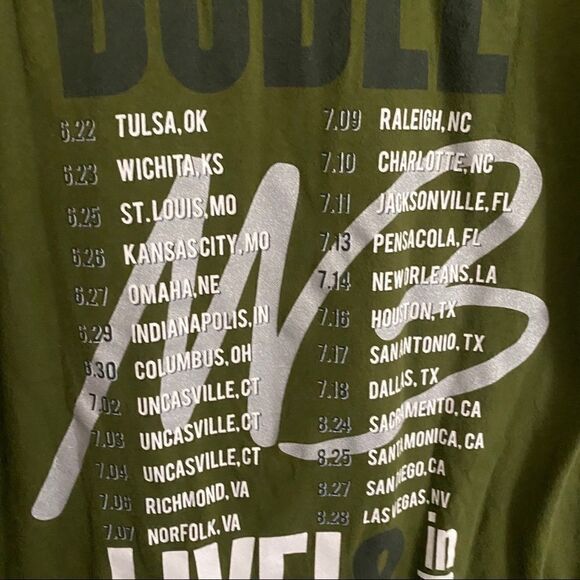 BUBLÉ
6.22 TULSA, OK
6.23 WICHITA, KS
6.25 ST. LOUIS, MO
6.26 KANSAS CITY, MO
6.27 OMAHA, NE
6.29 INDIANAPOLIS, IN
6.30 COLUMBUS, OH
7.02 UNCASVILLE, CT
7.03 UNCASVILLE, CT
7.04 UNCASVILLE, CT
7.06 RICHMOND, VA
7.07 NORFOLK, VA
7.09 RALEIGH, NC
7.10 CHARLOTTE, NC
7.11 JACKSONVILLE, FL
7.13 PENSACOLA, FL
7.14 NEW ORLEANS, LA
7.16 HOUSTON, TX
7.17 SAN ANTONIO, TX
7.18 DALLAS, TX
8.24 SACRAMENTO, CA
8.25 SANTA MONICA, CA
8.27 SAN DIEGO, CA
8.28 LAS VEGAS, NV
MB
LIVE! & in